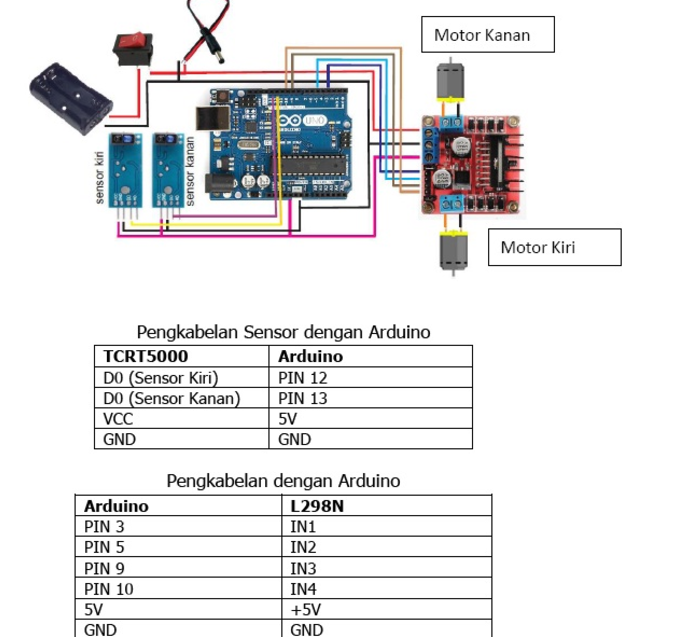 Motor Kanan
UNO
ARDUINO
sensor kiri
sensor kanan
Motor Kiri
Pengkabelan Sensor dengan Arduino
TCRT5000 Arduino
D0 (Sensor Kiri) PIN 12
D0 (Sensor Kanan) PIN 13
VCC 5V
GND GND
Pengkabelan dengan Arduino
Arduino L298N
PIN 3 IN1
PIN 5 IN2
PIN 9 IN3
PIN 10 IN4
5V +5V
GND GND